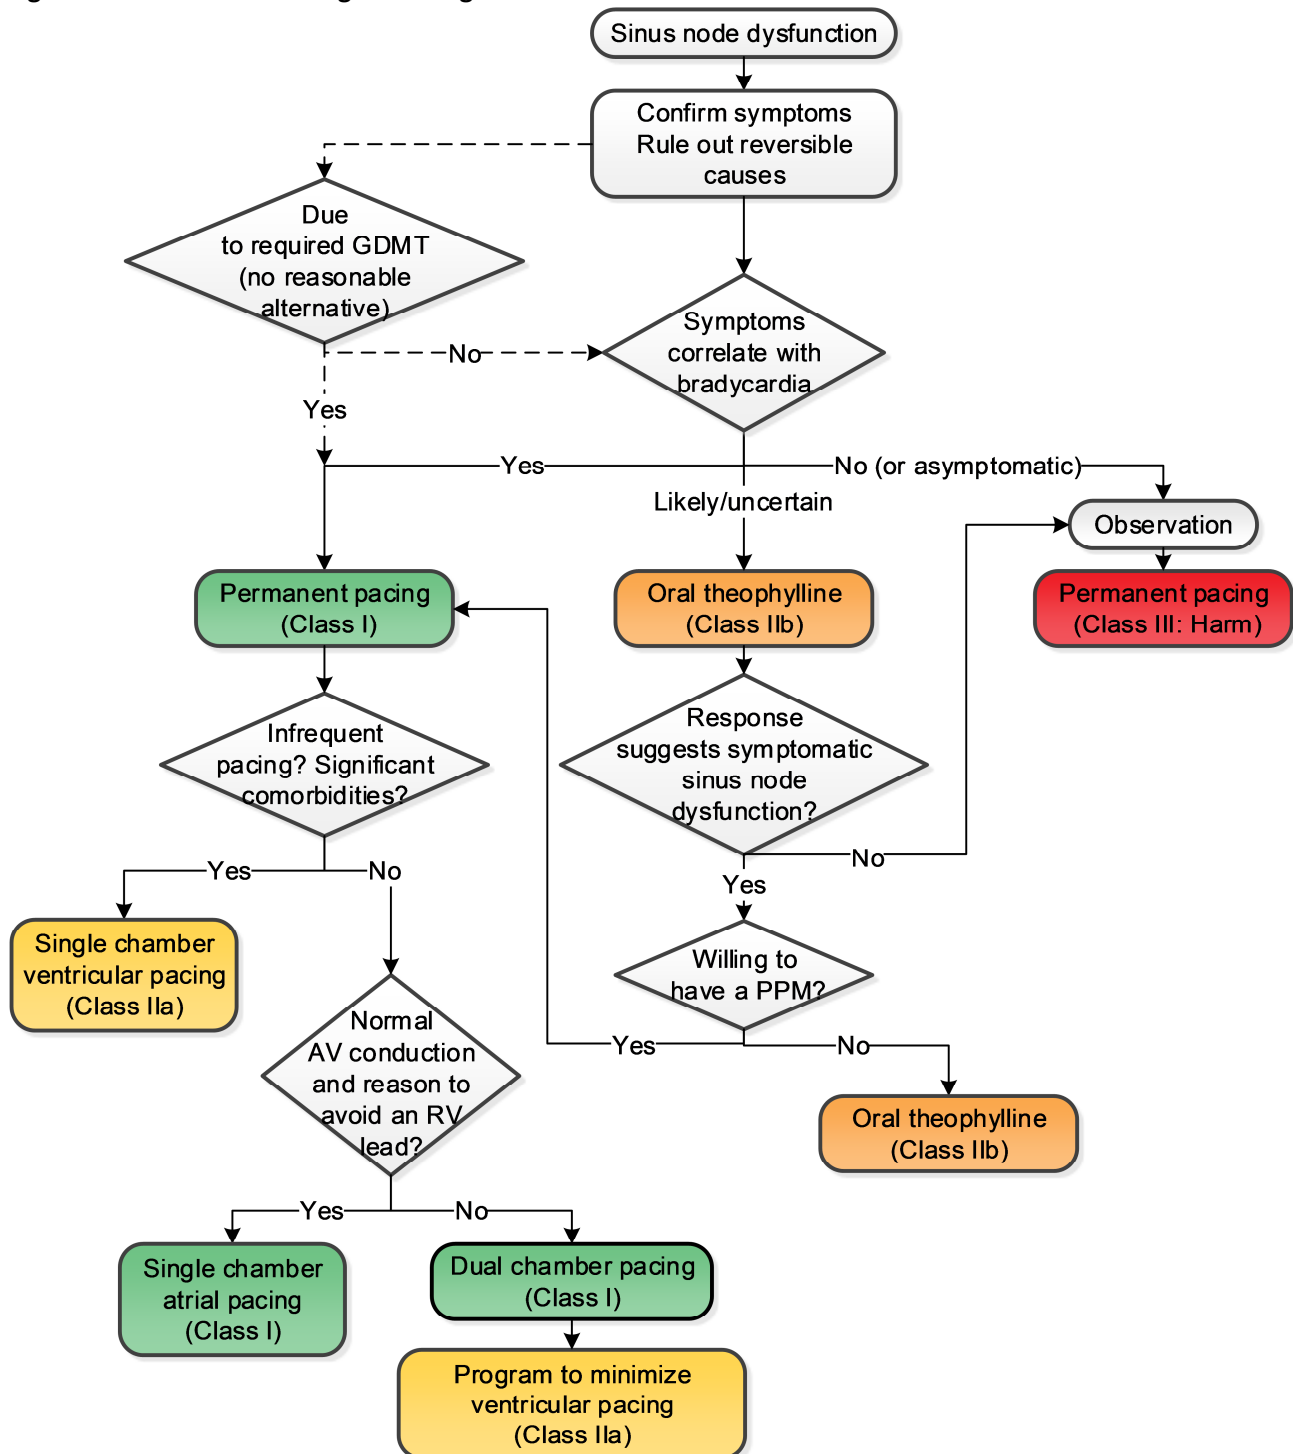 Sinus node dysfunction
Confirm symptoms
Rule out reversible
causes
Due
to required GDMT
(no reasonable
alternative)
Symptoms
correlate with
bradycardia
No
Yes
Yes
No (or asymptomatic)
Likely/uncertain
Observation
Permanent pacing
(Class I)
Oral theophylline
(Class IIb)
Permanent pacing
(Class III: Harm)
Infrequent
pacing? Significant
comorbidities?
Response
suggests symptomatic
sinus node
dysfunction?
Yes
No
No
Yes
Single chamber
ventricular pacing
(Class IIa)
Willing to
have a PPM?
Normal
AV conduction
and reason to
avoid an RV
lead?
Yes
No
Oral theophylline
(Class IIb)
Yes
No
Single chamber
atrial pacing
(Class I)
Dual chamber pacing
(Class I)
Program to minimize
ventricular pacing
(Class IIa)